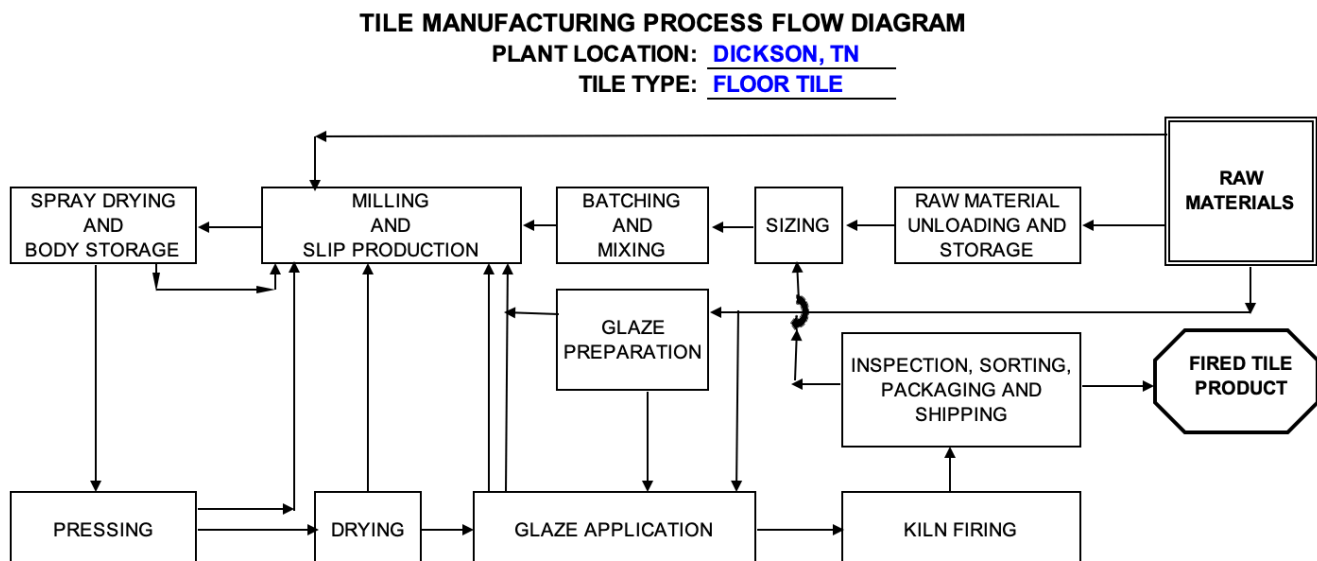 TILE MANUFACTURING PROCESS FLOW DIAGRAM
PLANT LOCATION: DICKSON, TN
TILE TYPE: FLOOR TILE
RAW
MATERIALS
SPRAY DRYING
AND
BODY STORAGE
MILLING
AND
SLIP PRODUCTION
BATCHING
AND
MIXING
SIZING
RAW MATERIAL
UNLOADING AND
STORAGE
GLAZE
PREPARATION
INSPECTION, SORTING,
PACKAGING AND
SHIPPING
FIRED TILE
PRODUCT
PRESSING
DRYING
GLAZE APPLICATION
KILN FIRING